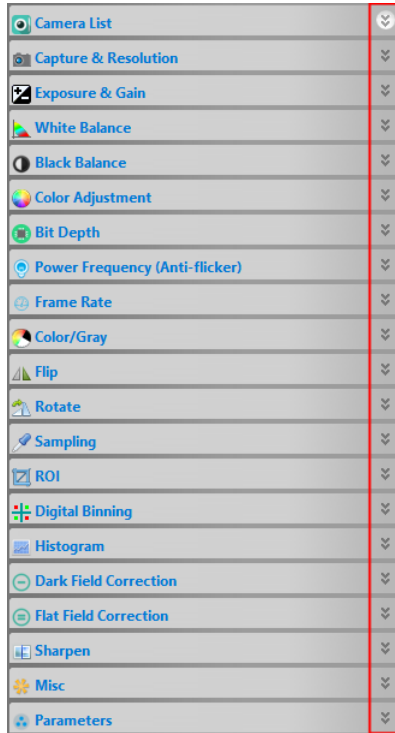 Camera List
Capture & Resolution
Exposure & Gain
White Balance
Black Balance
Color Adjustment
Bit Depth
Power Frequency (Anti-flicker)
Frame Rate
Color/Gray
Flip
Rotate
Sampling
ROI
Digital Binning
Histogram
Dark Field Correction
Flat Field Correction
Sharpen
Misc
Parameters